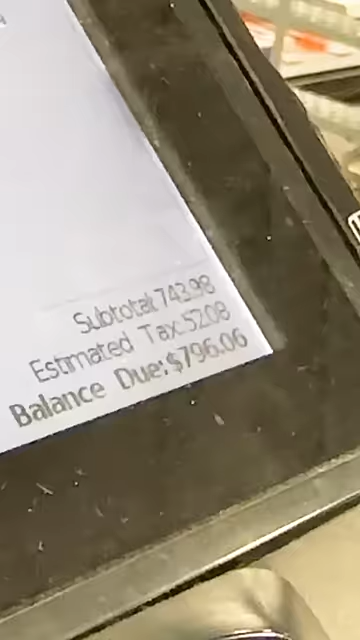 Subtotal: 743.98
Estimated Tax: 52.08
Balance Due: $796.06